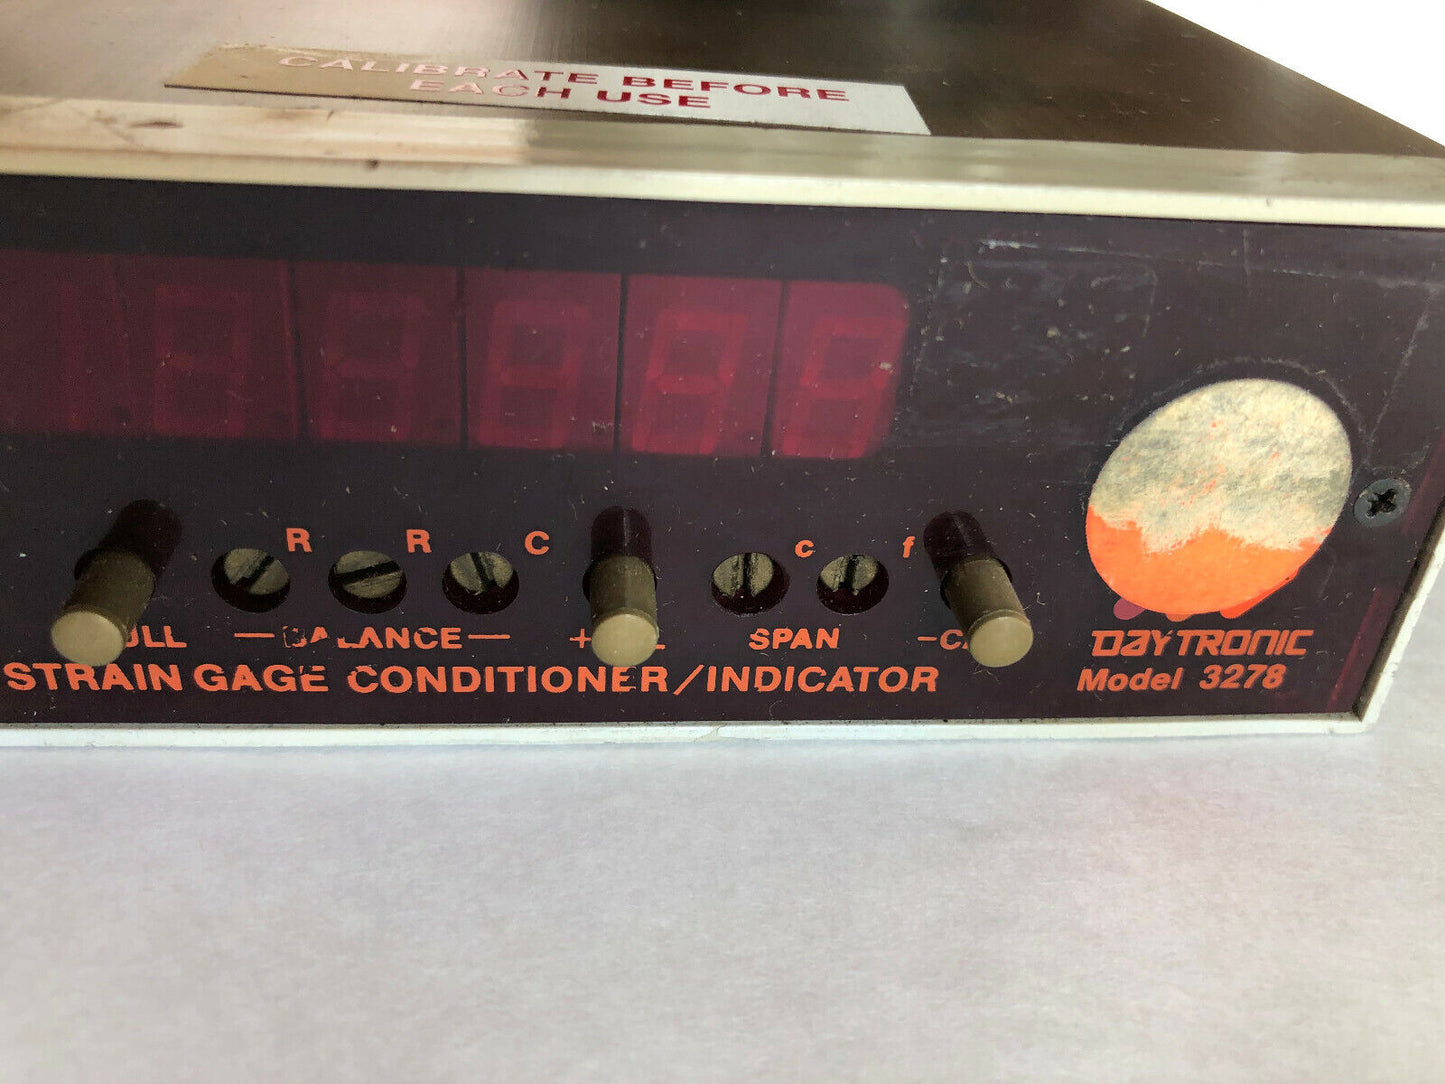 CALIBRATE BEFORE
EACH USE
R R C c f
BALANCE SPAN
STRAIN GAGE CONDITIONER/INDICATOR
DAYTRONIC
Model 3278